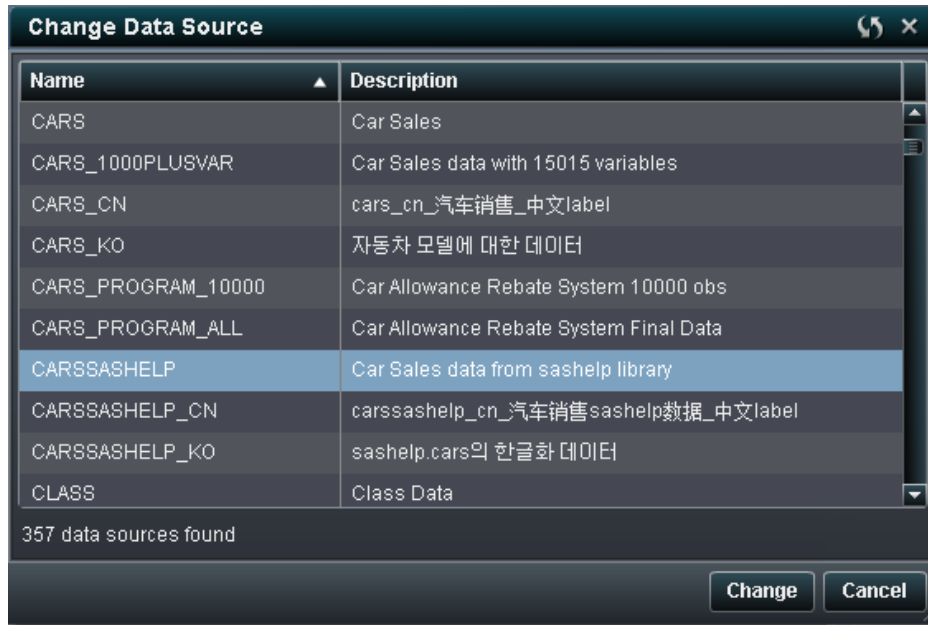 Change Data Source
Name Description
CARS Car Sales
CARS_1000PLUSVAR Car Sales data with 15015 variables
CARS_CN cars_cn_汽车销售_中文label
CARS_KO 자동차 모델에 대한 데이터
CARS_PROGRAM_10000 Car Allowance Rebate System 10000 obs
CARS_PROGRAM_ALL Car Allowance Rebate System Final Data
CARSSASHELP Car Sales data from sashelp library
CARSSASHELP_CN carssashelp_cn_汽车销售sashelp数据_中文label
CARSSASHELP_KO sashelp.cars의 한글화 데이터
CLASS Class Data
357 data sources found
Change Cancel